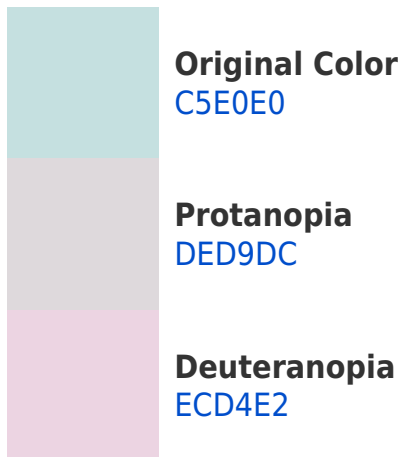 Original Color
C5E0E0
Protanopia
DED9DC
Deuteranopia
ECD4E2